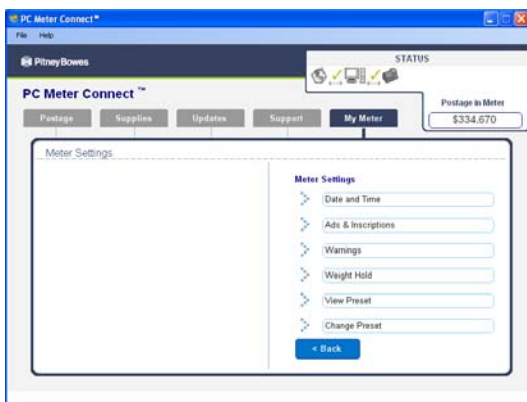 PC Meter Connect™
File Help
Pitney Bowes
STATUS
PC Meter Connect ™
Postage in Meter
$334.670
Postage Supplies Updates Support My Meter
Meter Settings
Meter Settings
Date and Time
Ads & Inscriptions
Warnings
Weight Hold
View Preset
Change Preset
< Back